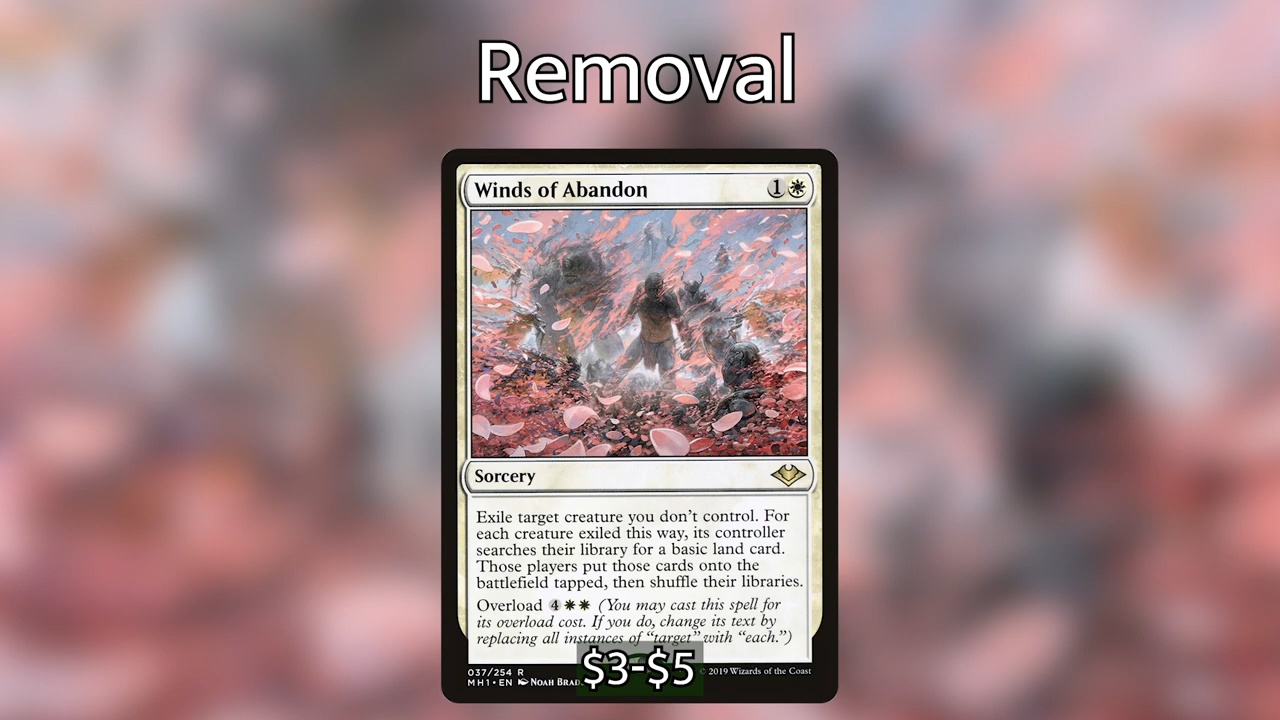 Removal
Winds of Abandon 1
Sorcery
Exile target creature you don't control. For
each creature exiled this way, its controller
searches their library for a basic land card.
Those players put those cards onto the
battlefield tapped, then shuffle their libraries.
Overload 4 (You may cast this spell for
its overload cost. If you do, change its text by
replacing all instances of "target" with "each.")
$3-$5
037/254 R
MH1 • EN NOAH BRAD
2019 Wizards of the Coast